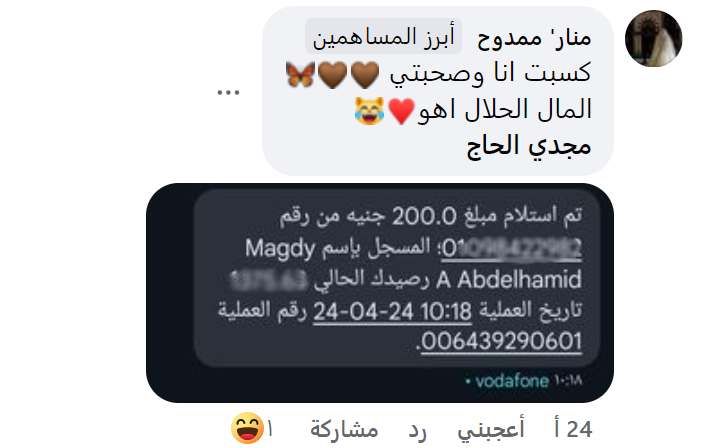 منار' ممدوح أبرز المساهمين
كسبت انا وصحبتي 🤎🤎🦋
المال الحلال اهو♥️😹
مجدي الحاج
تم استلام مبلغ 200.0 جنيه من رقم
؛ المسجل بإسم Magdy
A Abdelhamid رصيدك الحالي
تاريخ العملية 10:18 24-04-24 رقم العملية
006439290601.
١٠:١٨ vodafone •
24 أ أعجبني رد مشاركة ١